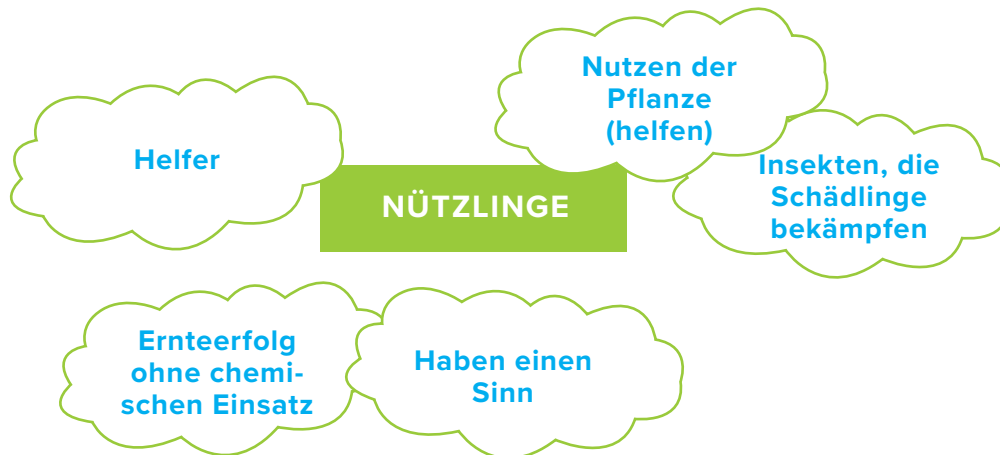 Nutzen der
Pflanze
(helfen)
Helfer
Insekten, die
Schädlinge
bekämpfen
NÜTZLINGE
Ernteerfolg
ohne chemi-
schen Einsatz
Haben einen
Sinn